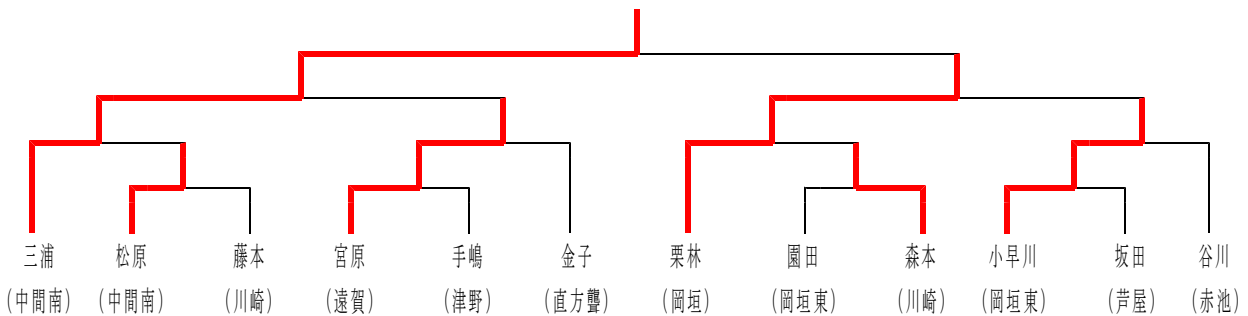 三浦 松原 藤本 宮原 手嶋 金子 栗林 園田 森本 小早川 坂田 谷川
(中間南) (中間南) (川崎) (遠賀) (津野) (直方聾) (岡垣) (岡垣東) (川崎) (岡垣東) (芦屋) (赤池)